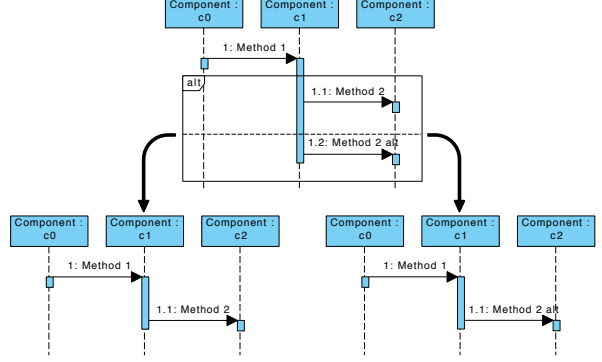 Component : Component : Component :
c0 c1 c2
1: Method 1
alt
1.1: Method 2
1.2: Method 2 alt
Component : Component : Component : Component : Component : Component :
c0 c1 c2 c0 c1 c2
1: Method 1 1: Method 1
1.1: Method 2 1.1: Method 2 alt